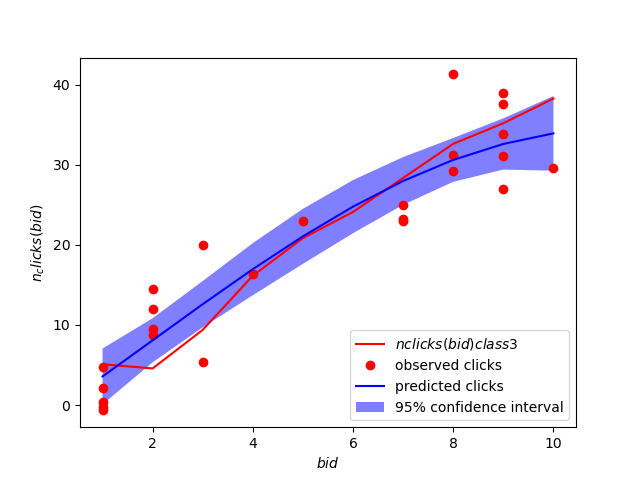 40
30
20
10
0
n_clicks(bid)
nclicks(bid)class3
observed clicks
predicted clicks
95% confidence interval
2 4 6 8 10
bid